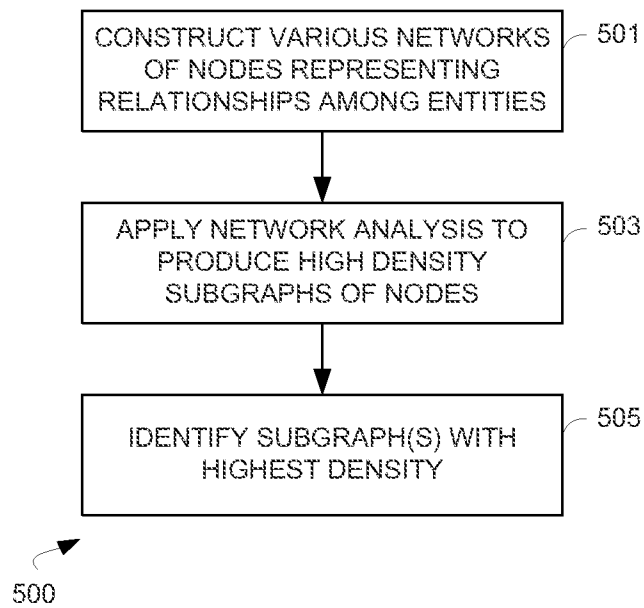 CONSTRUCT VARIOUS NETWORKS
OF NODES REPRESENTING
RELATIONSHIPS AMONG ENTITIES
501
APPLY NETWORK ANALYSIS TO
PRODUCE HIGH DENSITY
SUBGRAPHS OF NODES
503
IDENTIFY SUBGRAPH(S) WITH
HIGHEST DENSITY
505
500